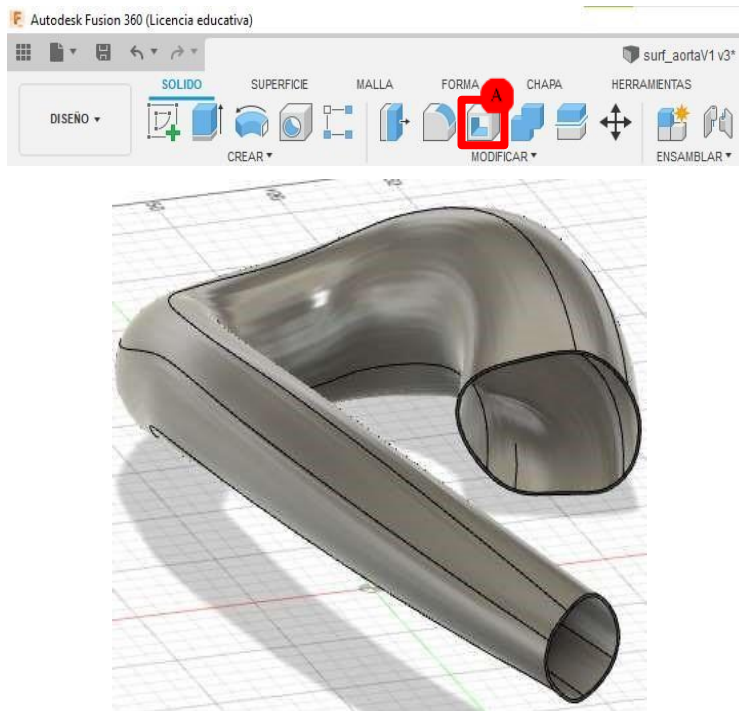 Autodesk Fusion 360 (Licencia educativa)
surf_aortaV1 v3*
SOLIDO SUPERFICIE MALLA FORMA CHAPA HERRAMIENTAS
A
DISEÑO
CREAR MODIFICAR ENSAMBLAR